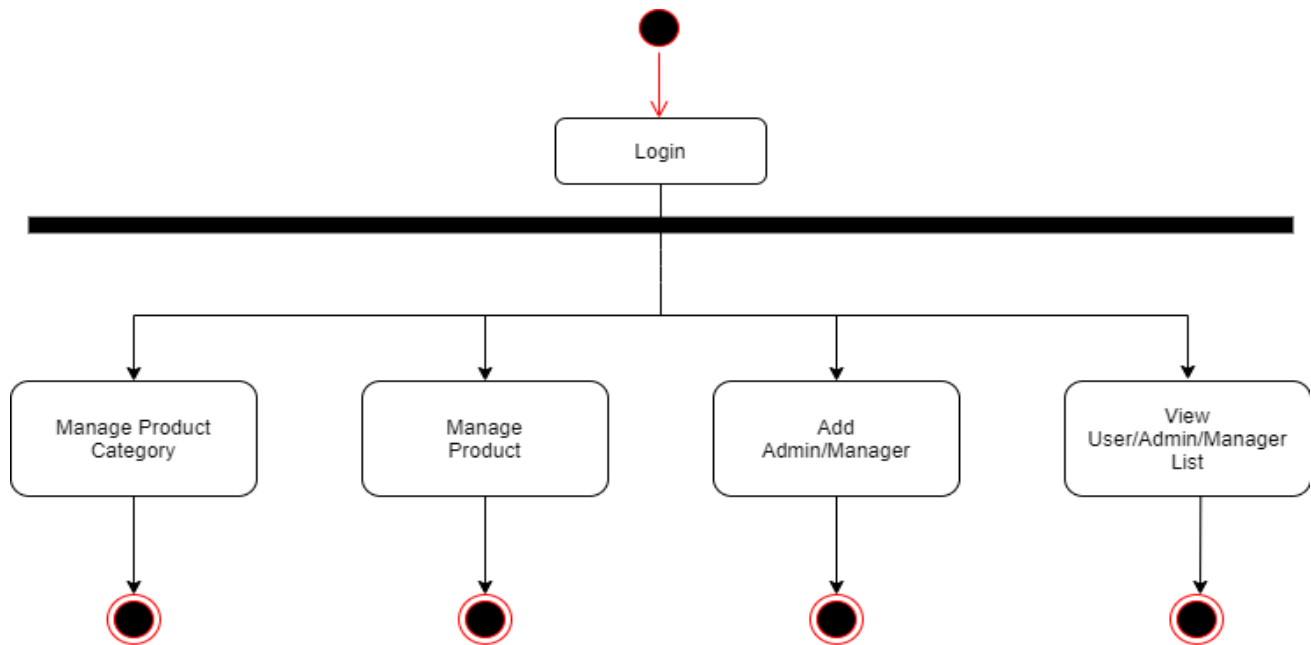 Login
Manage Product
Category
Manage
Product
Add
Admin/Manager
View
User/Admin/Manager
List